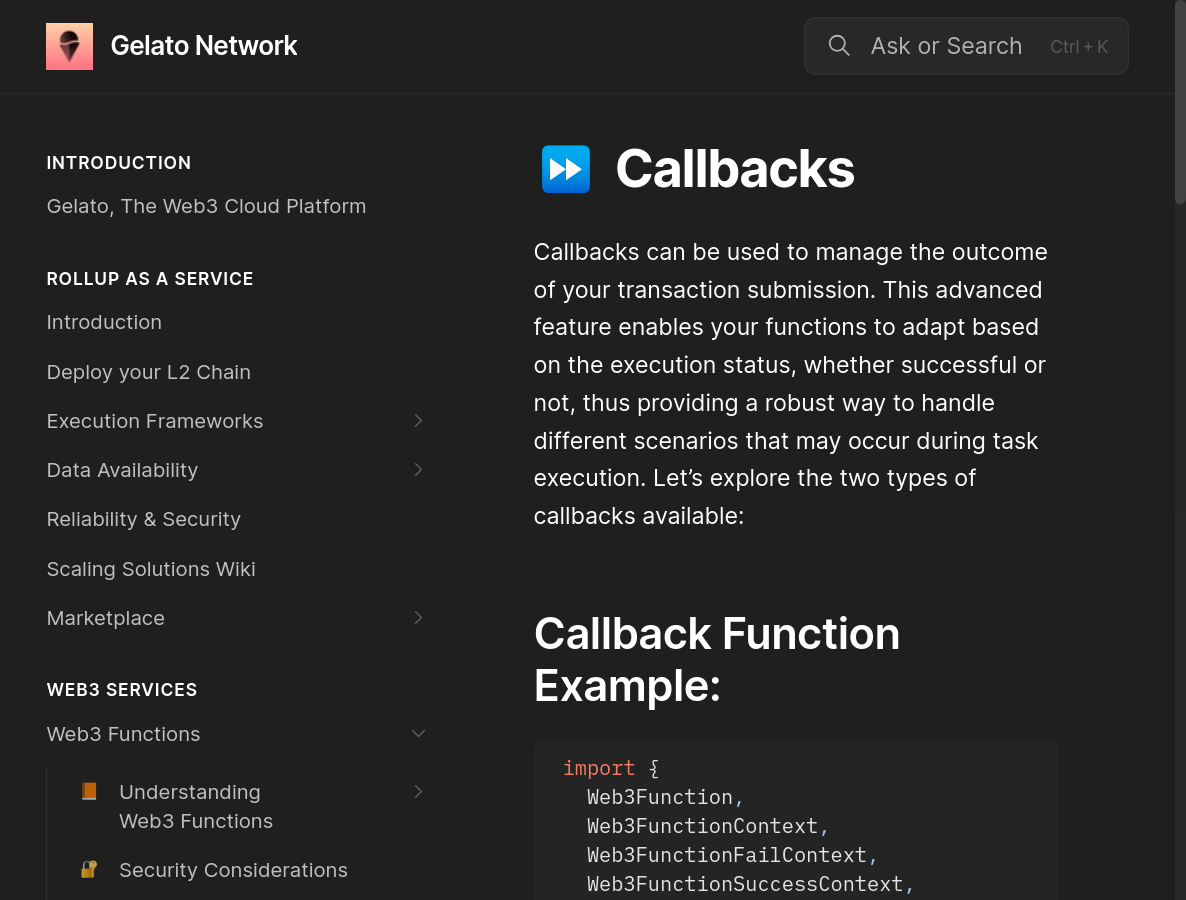 Gelato Network
Ask or Search Ctrl + K
INTRODUCTION
Gelato, The Web3 Cloud Platform
ROLLUP AS A SERVICE
Introduction
Deploy your L2 Chain
Execution Frameworks
Data Availability
Reliability & Security
Scaling Solutions Wiki
Marketplace
WEB3 SERVICES
Web3 Functions
Understanding
Web3 Functions
Security Considerations
Callbacks
Callbacks can be used to manage the outcome
of your transaction submission. This advanced
feature enables your functions to adapt based
on the execution status, whether successful or
not, thus providing a robust way to handle
different scenarios that may occur during task
execution. Let’s explore the two types of
callbacks available:
Callback Function
Example:
import {
Web3Function,
Web3FunctionContext,
Web3FunctionFailContext,
Web3FunctionSuccessContext,